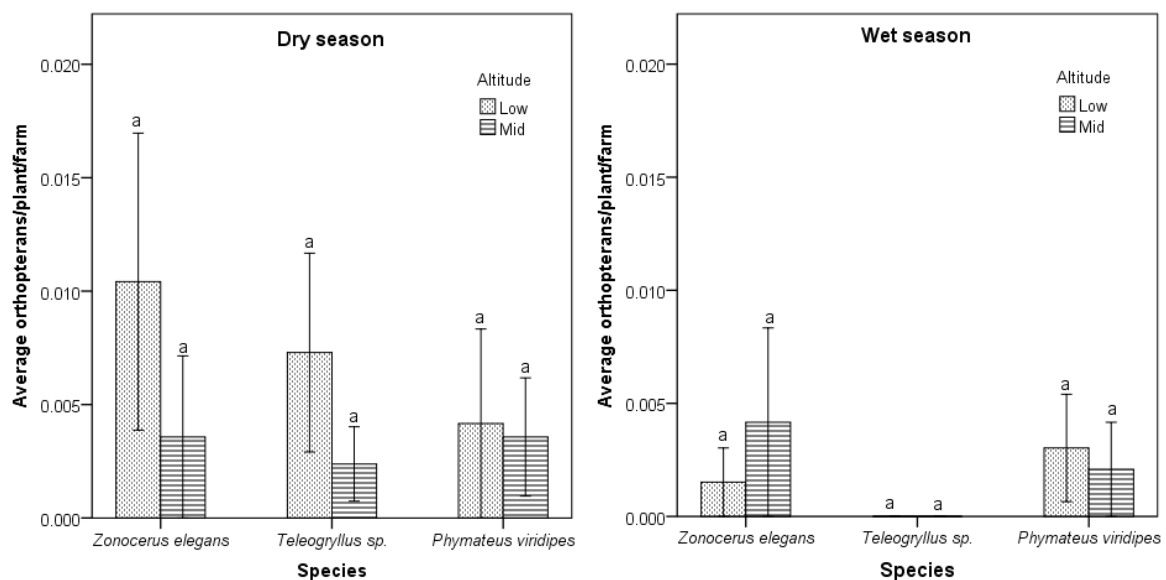 Dry season
Altitude
Low
Mid
Average orthopterans/plant/farm
0.020
0.015
0.010
0.005
0.000
a
a
a
a
a
a
Zonocerus elegans
Teleogryllus sp.
Phymateus viridipes
Species
Wet season
Altitude
Low
Mid
Average orthopterans/plant/farm
0.020
0.015
0.010
0.005
0.000
a
a
a
a
a
a
Zonocerus elegans
Teleogryllus sp.
Phymateus viridipes
Species